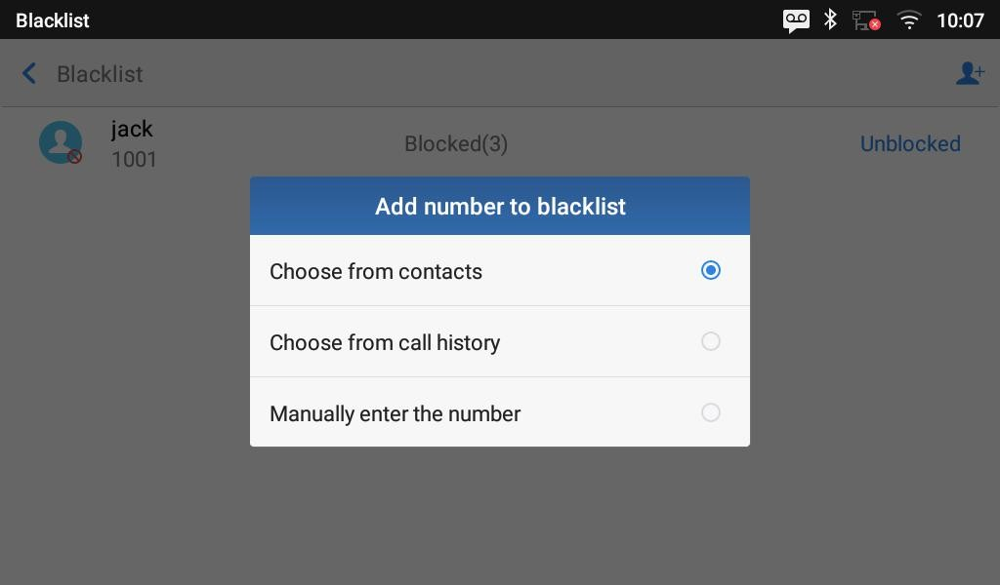 Blacklist
10:07
Blacklist
jack
1001
Blocked(3)
Unblocked
Add number to blacklist
Choose from contacts
Choose from call history
Manually enter the number